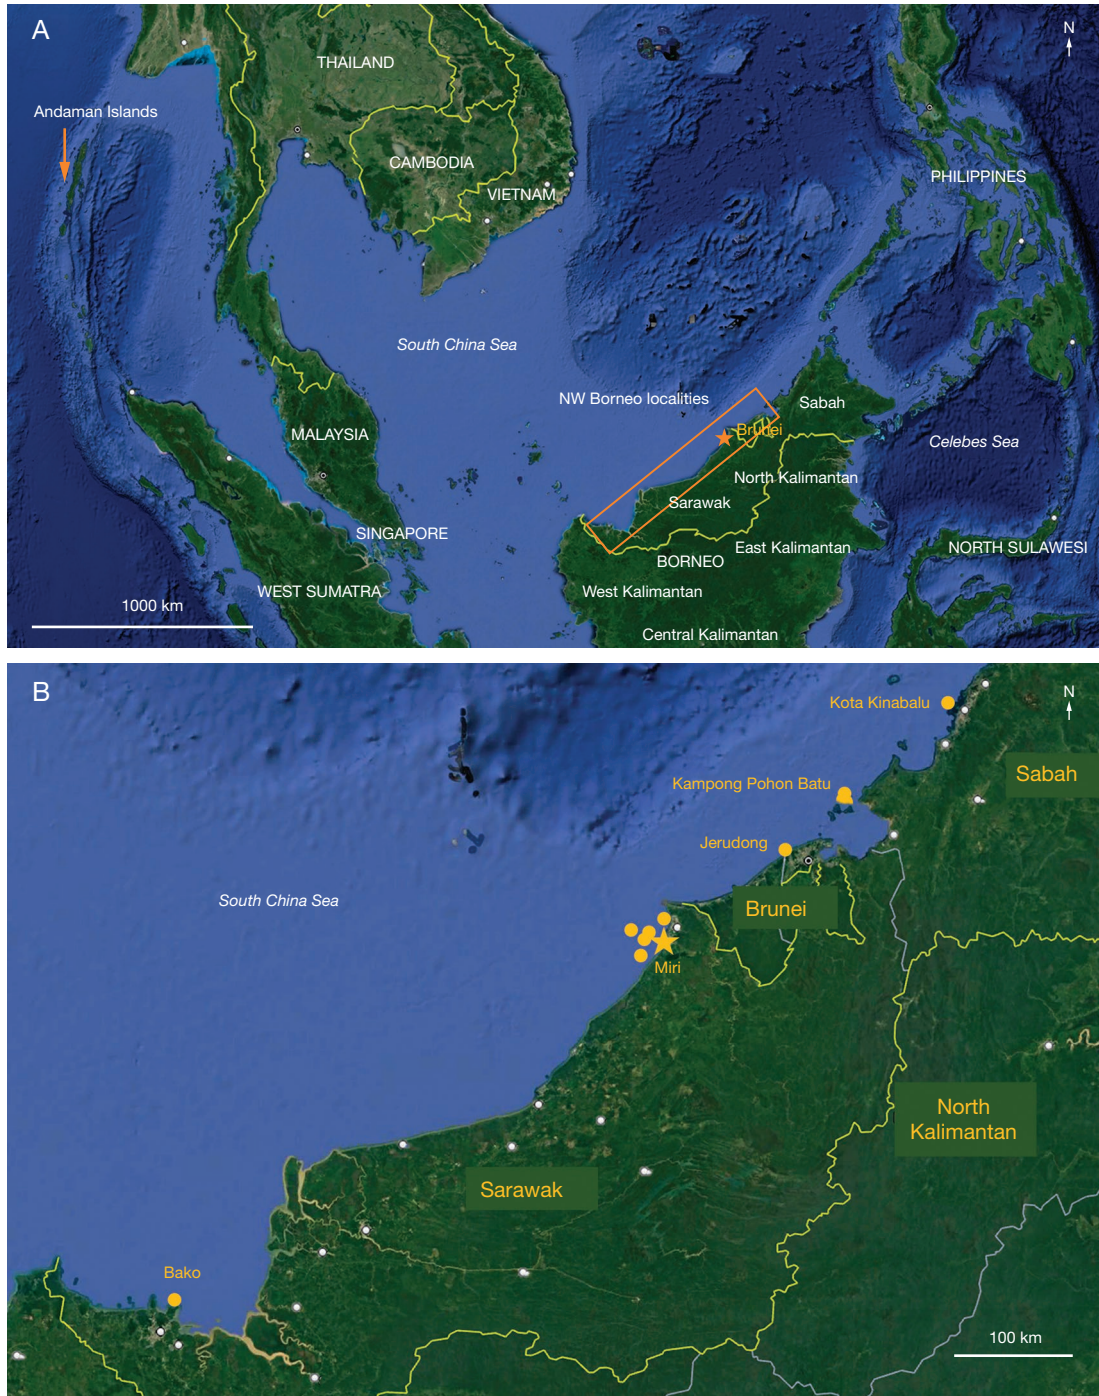 A
N
THAILAND
Andaman Islands
CAMBODIA
VIETNAM
PHILIPPINES
South China Sea
NW Borneo localities
Sabah
Brunei
MALAYSIA
Celebes Sea
North Kalimantan
Sarawak
SINGAPORE
East Kalimantan
NORTH SULAWESI
BORNEO
WEST SUMATRA
West Kalimantan
1000 km
Central Kalimantan
B
N
Kota Kinabalu
Sabah
Kampong Pohon Batu
Jerudong
South China Sea
Brunei
Miri
North
Kalimantan
Sarawak
Bako
100 km